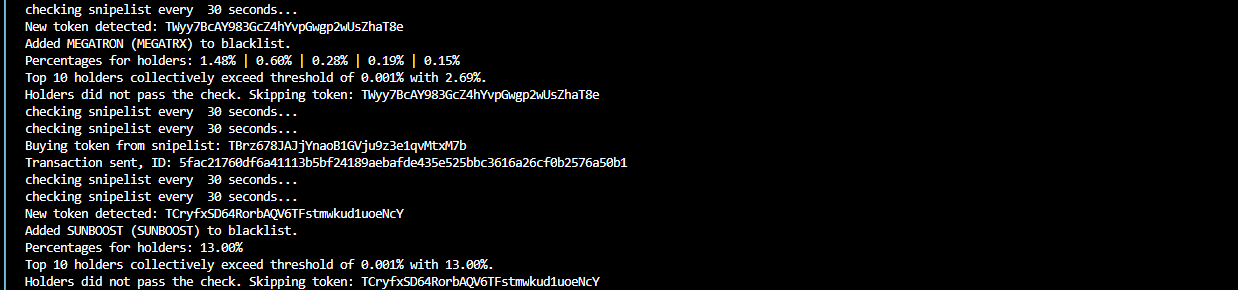 checking snipelist every  30 seconds...
New token detected: TWyy7BcAY983GcZ4hYvpGwgp2wUsZhaT8e
Added MEGATRON (MEGATRX) to blacklist.
Percentages for holders: 1.48% | 0.60% | 0.28% | 0.19% | 0.15%
Top 10 holders collectively exceed threshold of 0.001% with 2.69%.
Holders did not pass the check. Skipping token: TWyy7BcAY983GcZ4hYvpGwgp2wUsZhaT8e
checking snipelist every  30 seconds...
checking snipelist every  30 seconds...
Buying token from snipelist: TBrz678JAJjYnaoB1GVju9z3e1qvMtxM7b
Transaction sent, ID: 5fac21760df6a41113b5bf24189aebafde435e525bbc3616a26cf0b2576a50b1
checking snipelist every  30 seconds...
checking snipelist every  30 seconds...
New token detected: TCryfxSD64RorbAQV6TFstmwkud1uoeNcY
Added SUNBOOST (SUNBOOST) to blacklist.
Percentages for holders: 13.00%
Top 10 holders collectively exceed threshold of 0.001% with 13.00%.
Holders did not pass the check. Skipping token: TCryfxSD64RorbAQV6TFstmwkud1uoeNcY